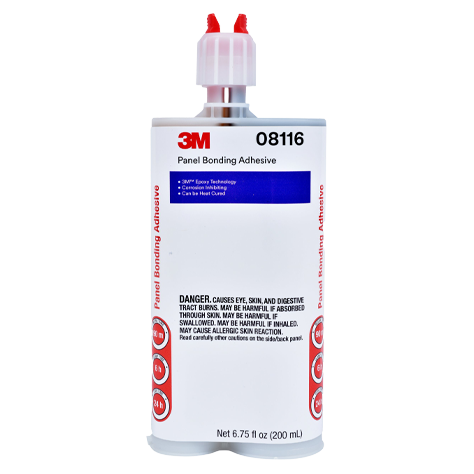 3M 08116
Panel Bonding Adhesive
• 3M™ Epoxy Technology
• Corrosion Inhibiting
• Can be Heat Cured
Panel Bonding Adhesive
Panel Bonding Adhesive
DANGER. CAUSES EYE, SKIN, AND DIGESTIVE
TRACT BURNS. MAY BE HARMFUL IF ABSORBED
THROUGH SKIN. MAY BE HARMFUL IF
SWALLOWED. MAY BE HARMFUL IF INHALED.
MAY CAUSE ALLERGIC SKIN REACTION.
Read carefully other cautions on the side/back panel.
24 h
Net 6.75 fl oz (200 mL)